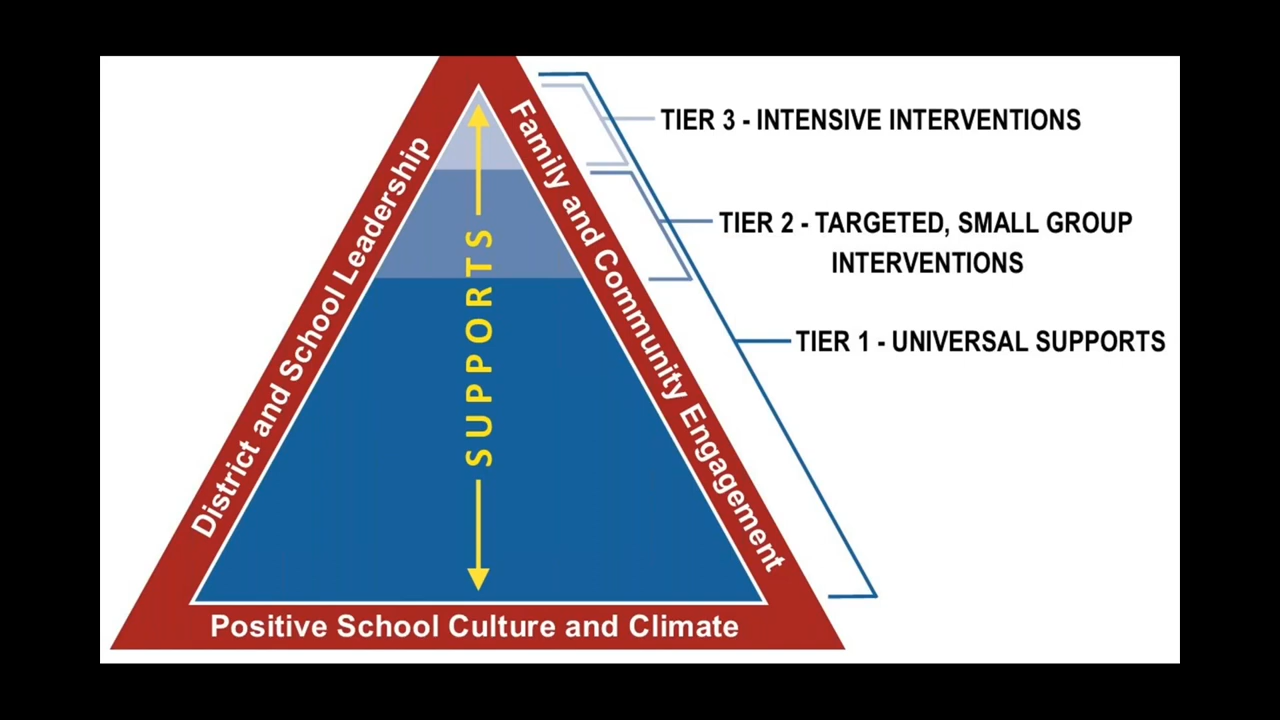 District and School Leadership
Family and Community Engagement
SUPPORTS
Positive School Culture and Climate
TIER 3 - INTENSIVE INTERVENTIONS
TIER 2 - TARGETED, SMALL GROUP
INTERVENTIONS
TIER 1 - UNIVERSAL SUPPORTS